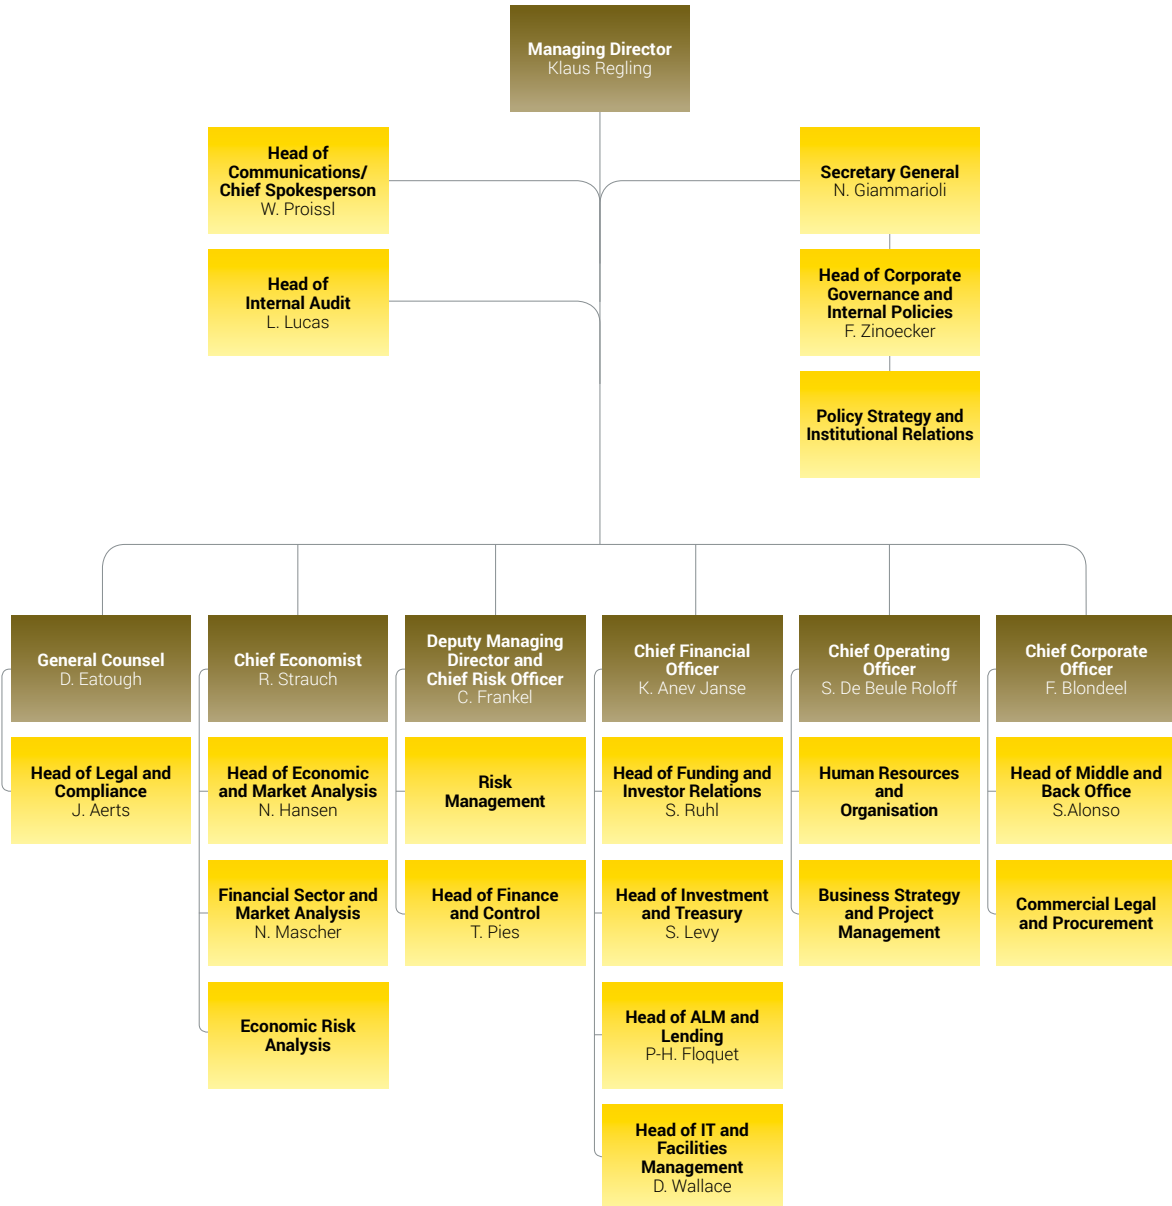 Managing Director
Klaus Regling
Head of
Communications/
Chief Spokesperson
W. Proissl
Secretary General
N. Giammarioli
Head of
Internal Audit
L. Lucas
Head of Corporate
Governance and
Internal Policies
F. Zinoecker
Policy Strategy and
Institutional Relations
General Counsel
D. Eatough
Chief Economist
R. Strauch
Deputy Managing
Director and
Chief Risk Officer
C. Frankel
Chief Financial
Officer
K. Anev Janse
Chief Operating
Officer
S. De Beule Roloff
Chief Corporate
Officer
F. Blondeel
Head of Legal and
Compliance
J. Aerts
Head of Economic
and Market Analysis
N. Hansen
Risk
Management
Head of Funding and
Investor Relations
S. Ruhl
Human Resources
and
Organisation
Head of Middle and
Back Office
S.Alonso
Financial Sector and
Market Analysis
N. Mascher
Head of Finance
and Control
T. Pies
Head of Investment
and Treasury
S. Levy
Business Strategy
and Project
Management
Commercial Legal
and Procurement
Economic Risk
Analysis
Head of ALM and
Lending
P-H. Floquet
Head of IT and
Facilities
Management
D. Wallace